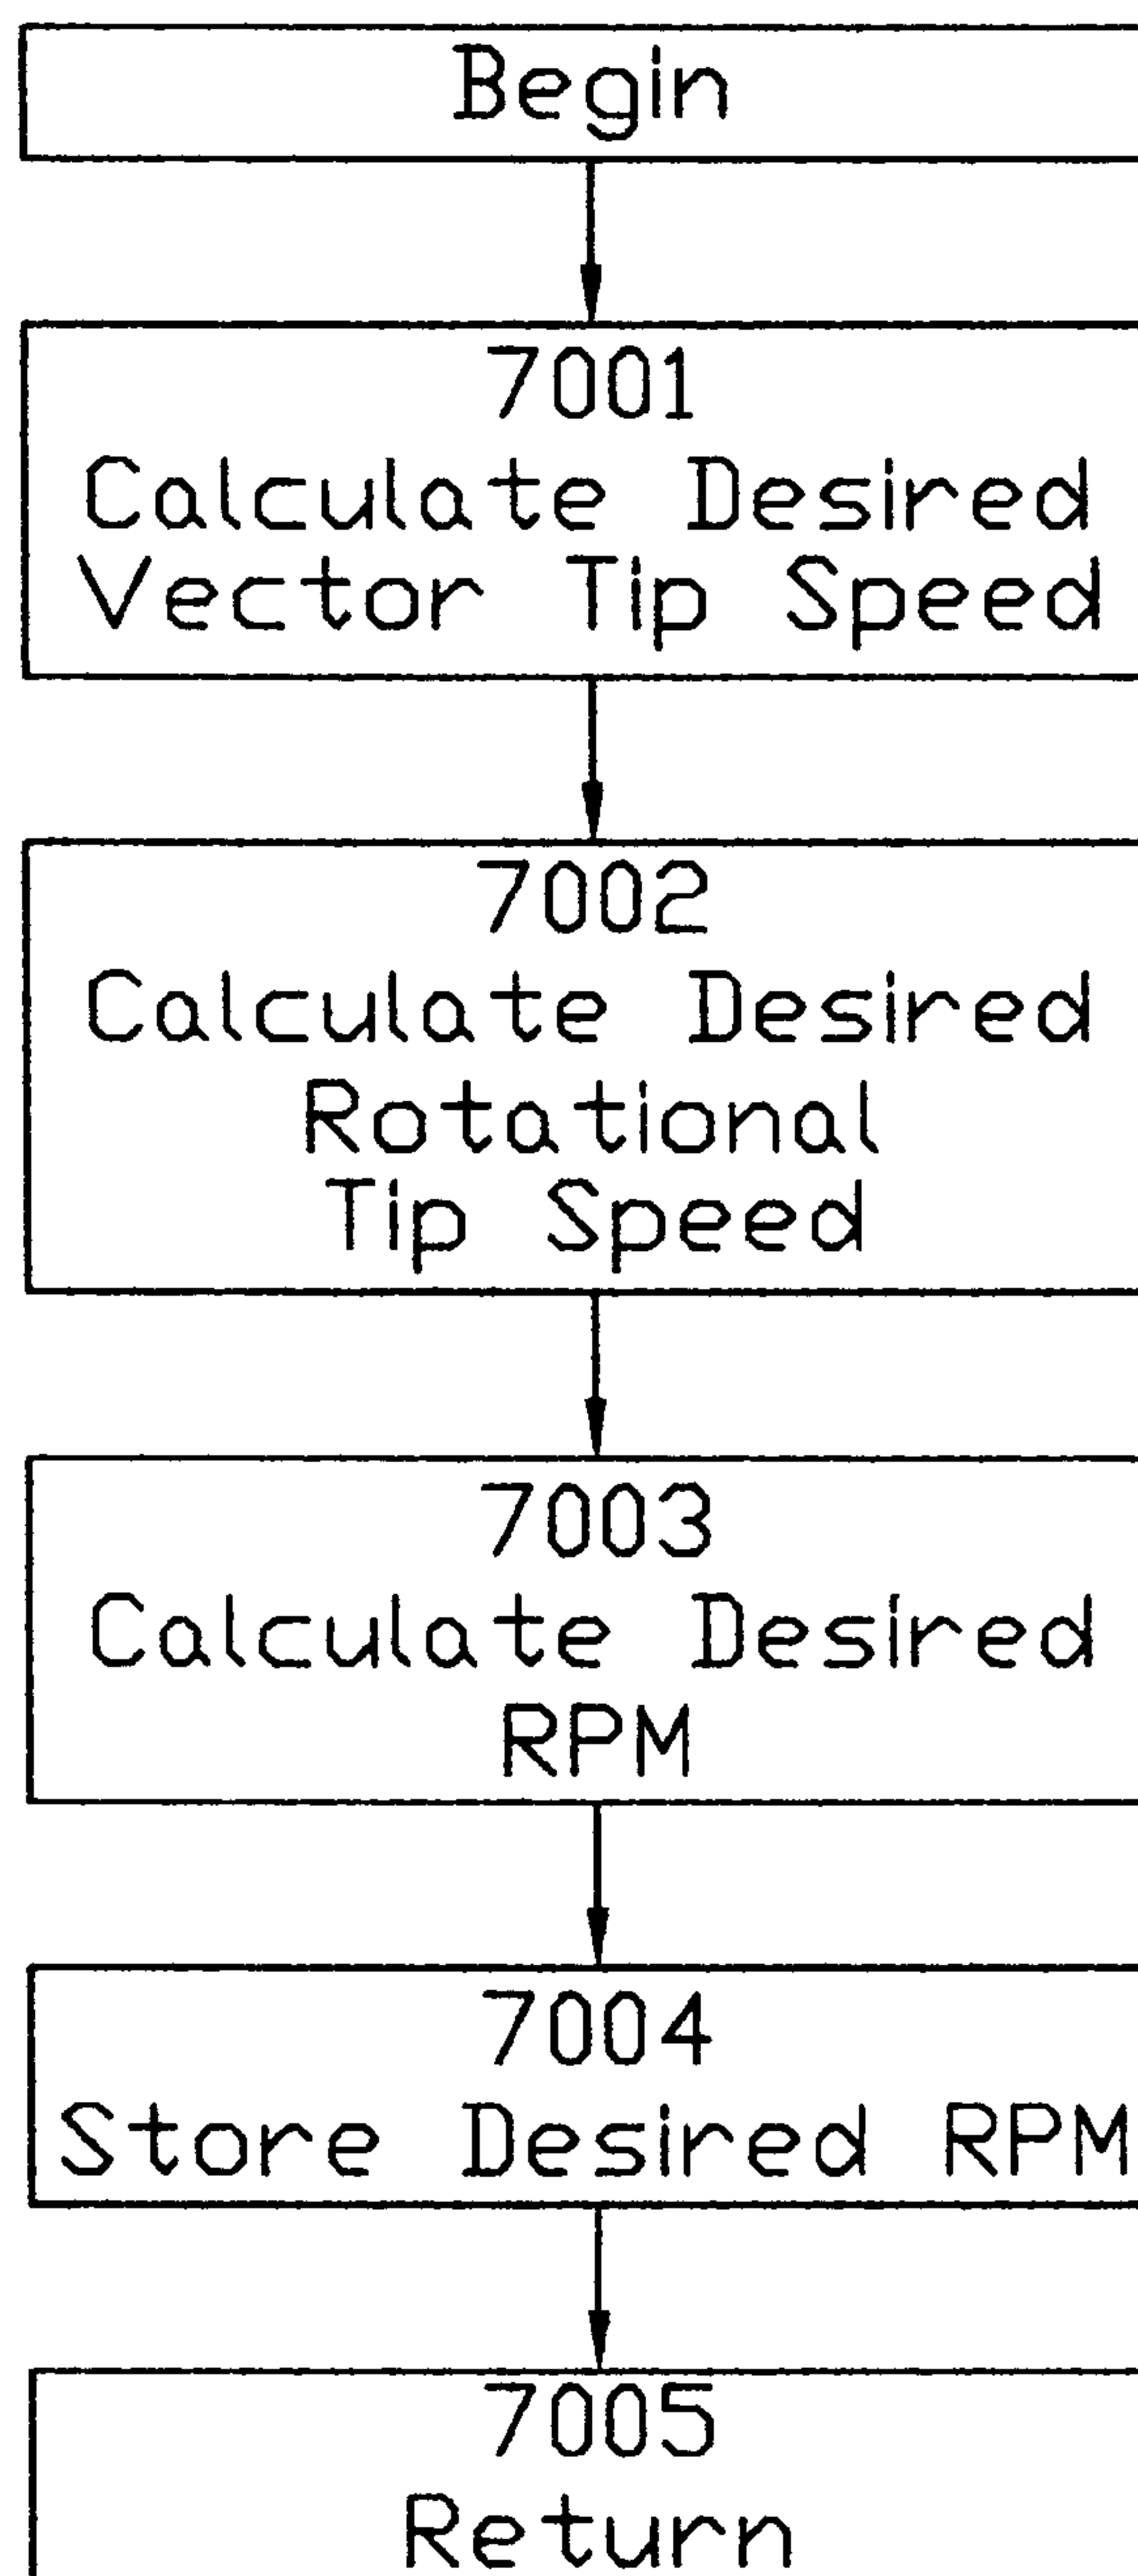 Begin
7001
Calculate Desired
Vector Tip Speed
7002
Calculate Desired
Rotational
Tip Speed
7003
Calculate Desired
RPM
7004
Store Desired RPM
7005
Return